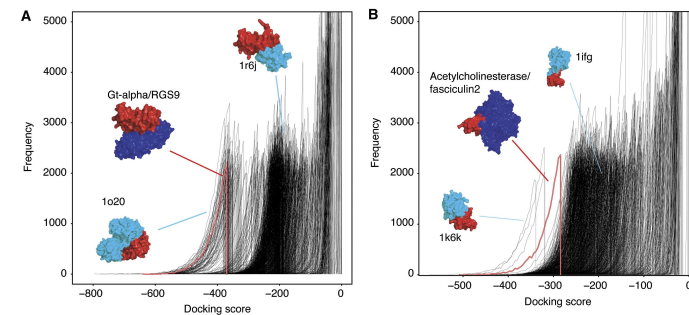 A
5000
4000
3000
2000
1000
0
Frequency
1r6j
Gt-alpha/RGS9
1o20
−800
−600
−400
−200
0
Docking score
B
5000
4000
3000
2000
1000
0
Frequency
1ifg
Acetylcholinesterase/
fasciculin2
1k6k
−500
−400
−300
−200
−100
0
Docking score